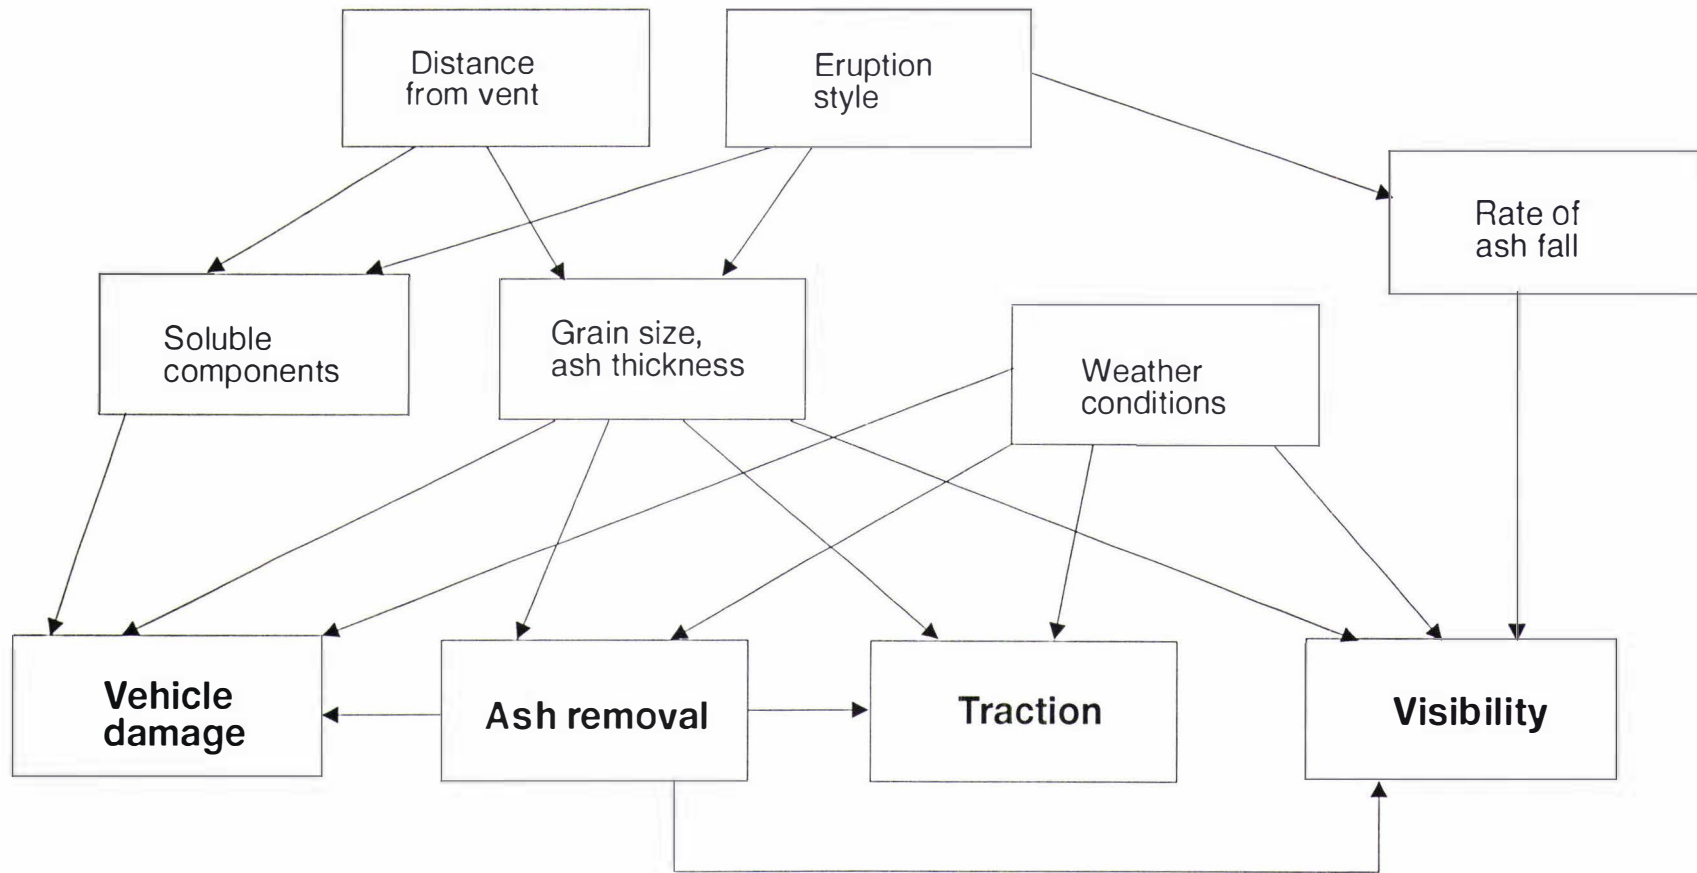 Distance
from vent
Eruption
style
Rate of
ash fall
Soluble
components
Grain size,
ash thickness
Weather
conditions
Vehicle
damage
Ash removal
Traction
Visibility